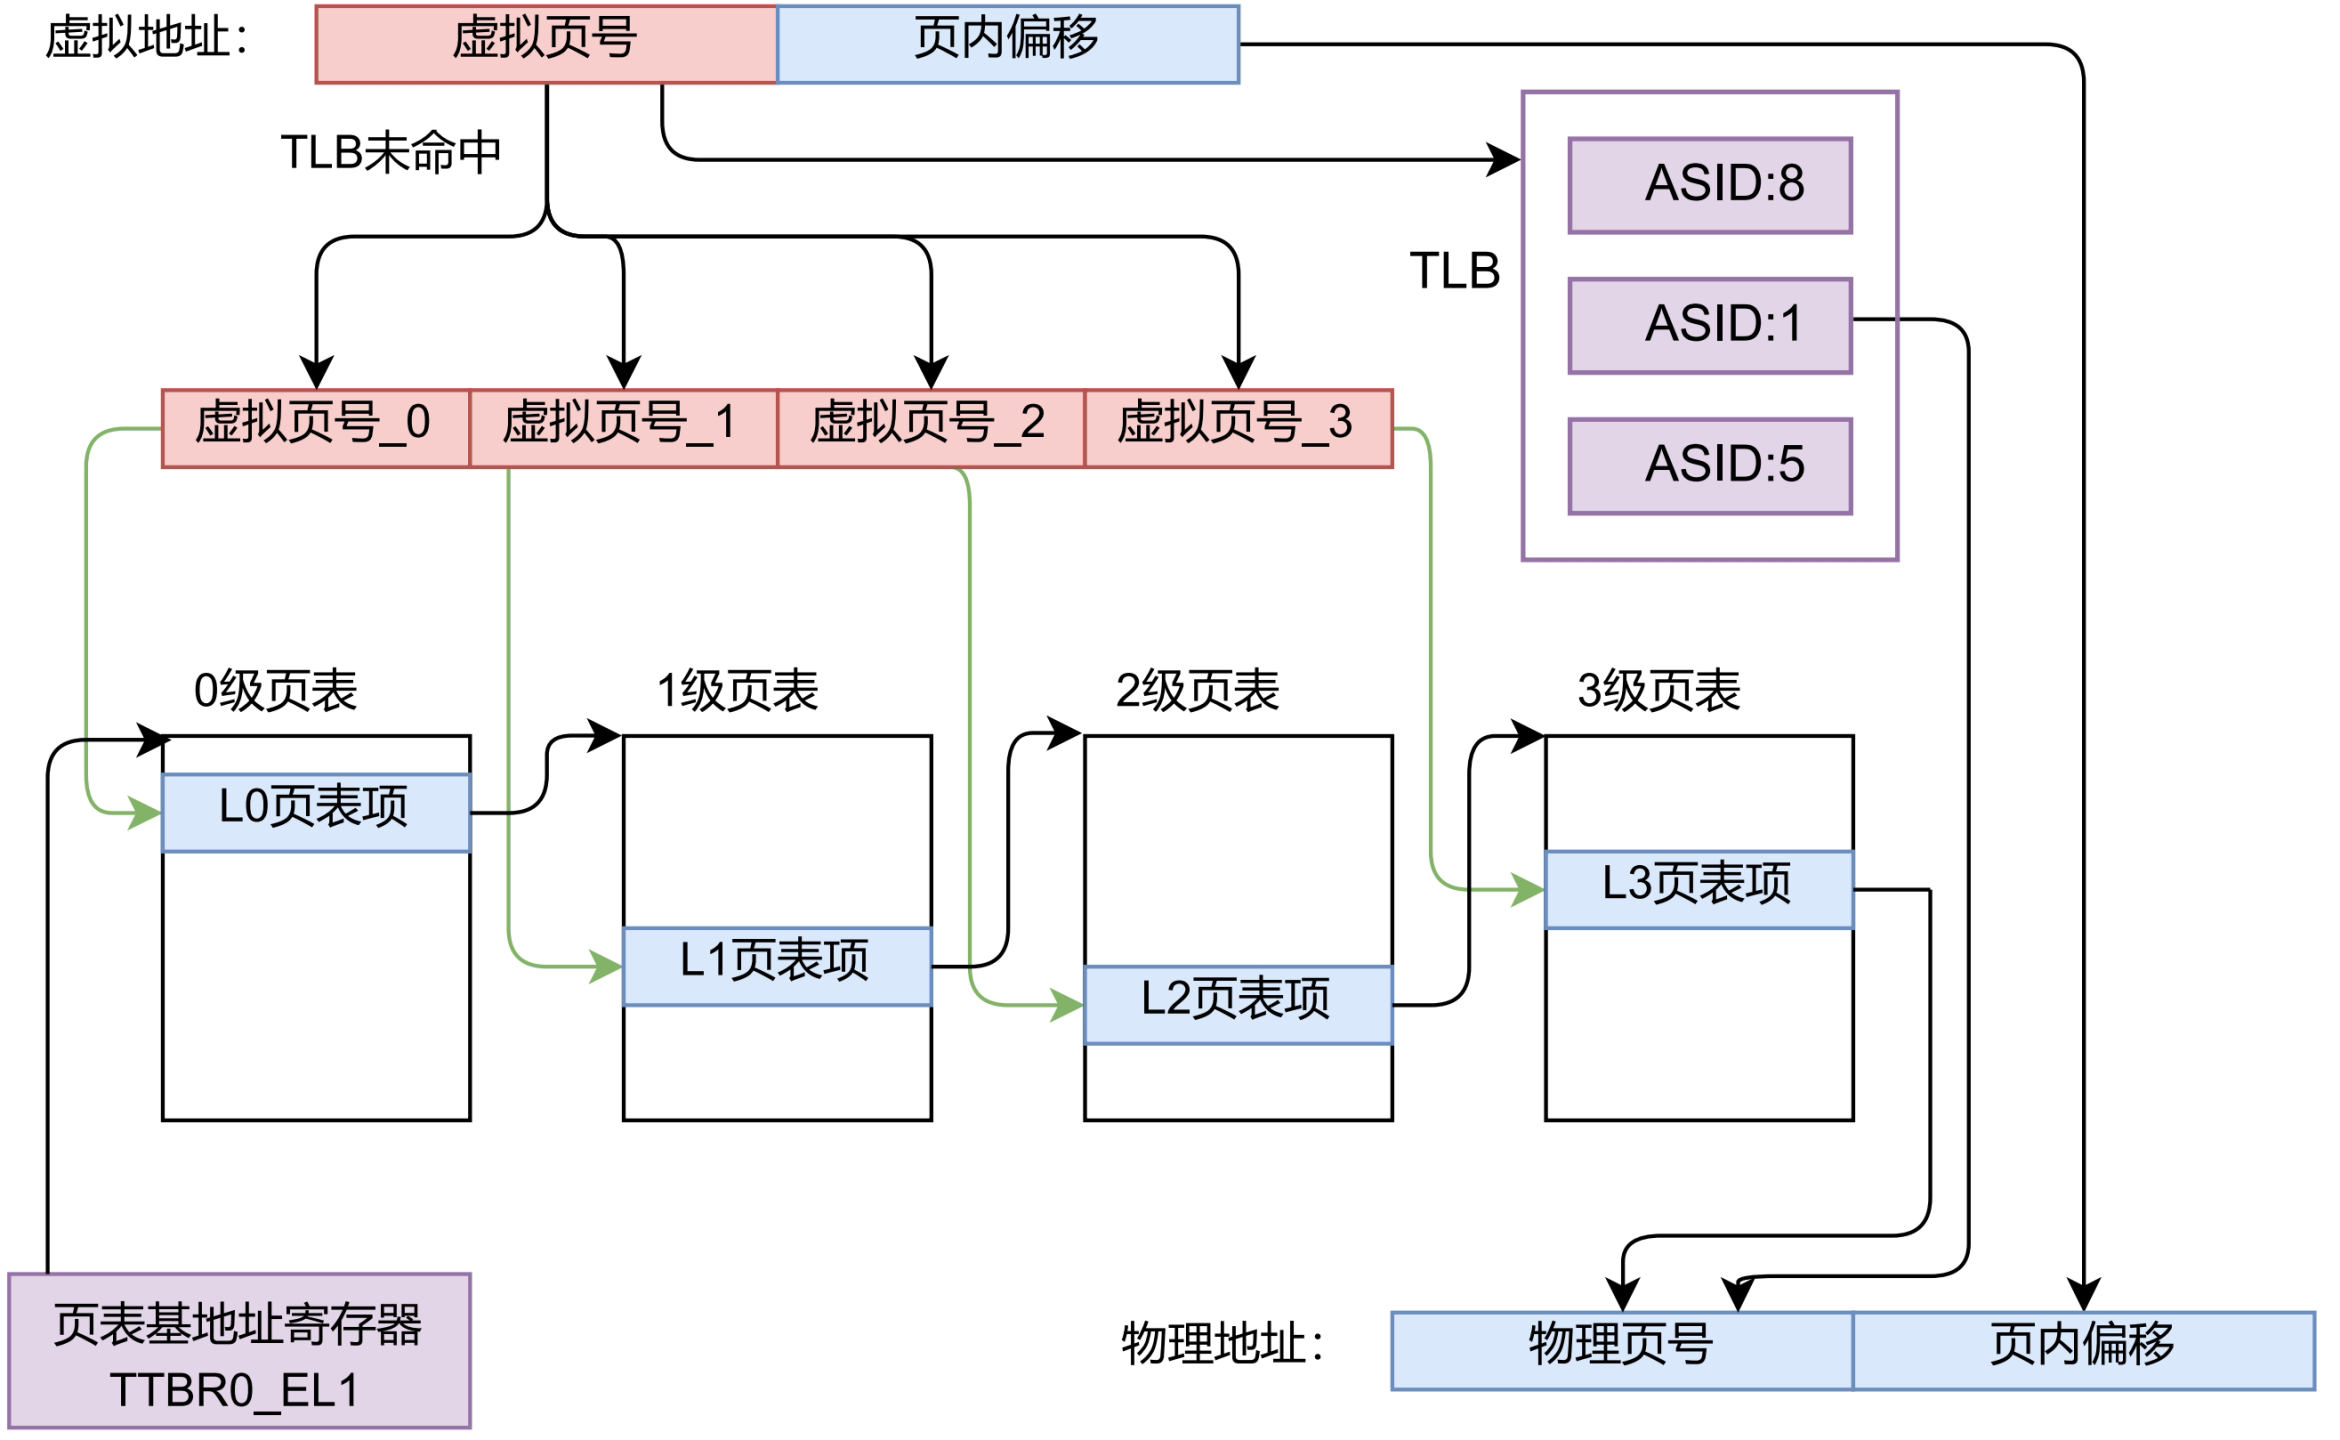 虚拟地址：
虚拟页号
页内偏移
TLB未命中
ASID:8
TLB
ASID:1
ASID:5
虚拟页号_0
虚拟页号_1
虚拟页号_2
虚拟页号_3
0级页表
1级页表
2级页表
3级页表
L0页表项
L1页表项
L2页表项
L3页表项
页表基地址寄存器
TTBR0_EL1
物理地址：
物理页号
页内偏移